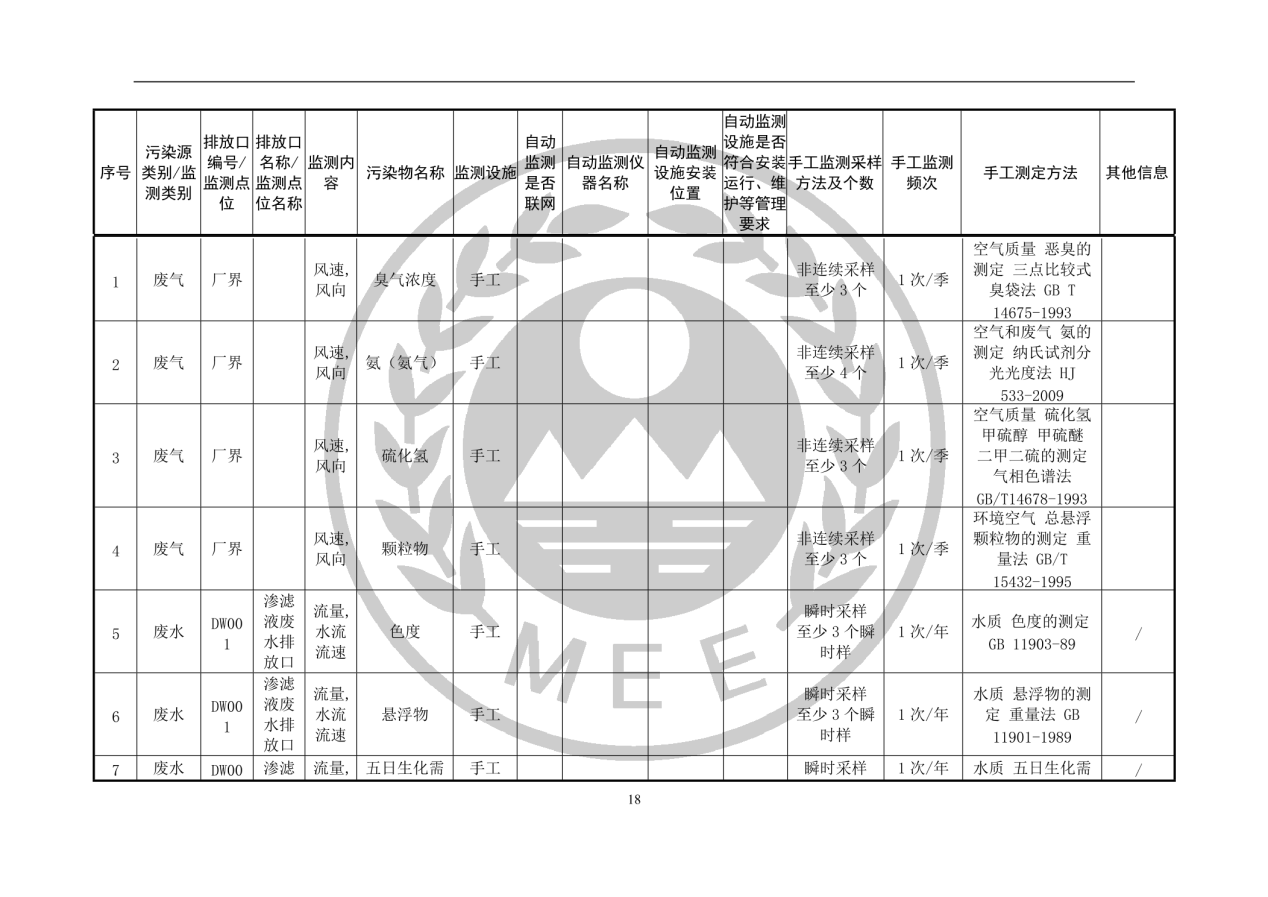 序号
污染源
类别/监
测类别
排放口
编号/
监测点
位
排放口
名称/
监测点
位名称
监测内
容
污染物名称
监测设施
自动
监测
是否
联网
自动监测仪
器名称
自动监测
设施安装
位置
自动监测
设施是否
符合安装
运行、维
护等管理
要求
手工监测采样
方法及个数
手工监测
频次
手工测定方法
其他信息
1
废气
厂界
风速,
风向
臭气浓度
手工
非连续采样
至少 3 个
1 次/季
空气质量 恶臭的
测定 三点比较式
臭袋法 GB T
14675-1993
2
废气
厂界
风速,
风向
氨（氨气）
手工
非连续采样
至少 4 个
1 次/季
空气和废气 氨的
测定 纳氏试剂分
光光度法 HJ
533-2009
3
废气
厂界
风速,
风向
硫化氢
手工
非连续采样
至少 3 个
1 次/季
空气质量 硫化氢
甲硫醇 甲硫醚
二甲二硫的测定
气相色谱法
GB/T14678-1993
4
废气
厂界
风速,
风向
颗粒物
手工
非连续采样
至少 3 个
1 次/季
环境空气 总悬浮
颗粒物的测定 重
量法 GB/T
15432-1995
5
废水
DW00
1
渗滤
液废
水排
放口
流量,
水流
流速
色度
手工
瞬时采样
至少 3 个瞬
时样
1 次/年
水质 色度的测定
GB 11903-89
/
6
废水
DW00
1
渗滤
液废
水排
放口
流量,
水流
流速
悬浮物
手工
瞬时采样
至少 3 个瞬
时样
1 次/年
水质 悬浮物的测
定 重量法 GB
11901-1989
/
7
废水
DW00
渗滤
流量,
五日生化需
手工
瞬时采样
1 次/年
水质 五日生化需
/
MEE
18